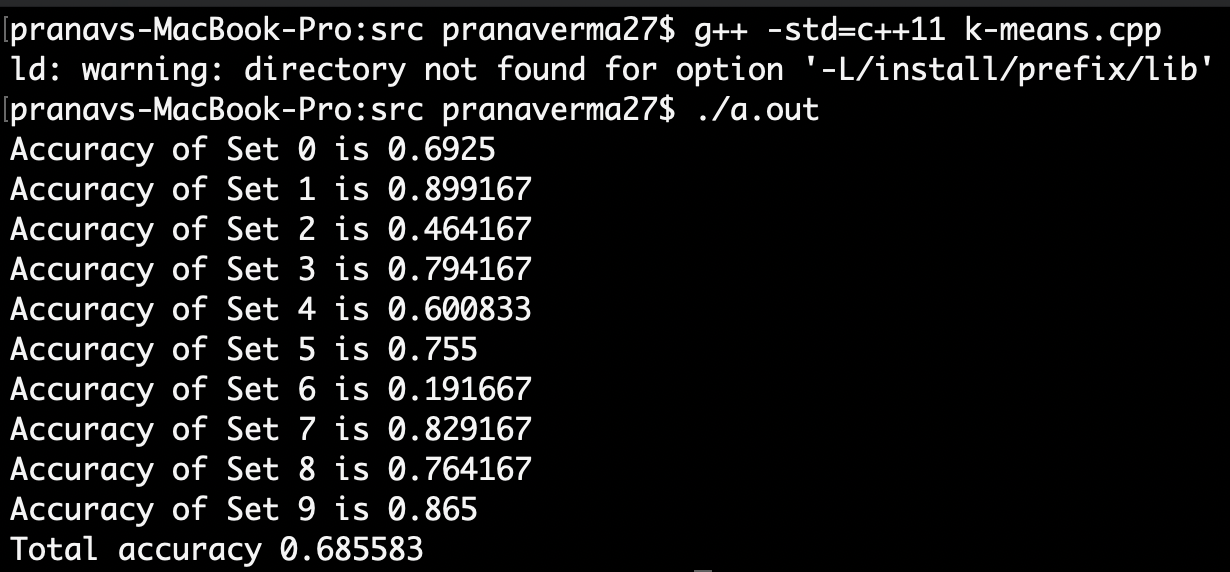 pranavs-MacBook-Pro:src pranaverma27$ g++ -std=c++11 k-means.cpp
ld: warning: directory not found for option '-L/install/prefix/lib'
pranavs-MacBook-Pro:src pranaverma27$ ./a.out
Accuracy of Set 0 is 0.6925
Accuracy of Set 1 is 0.899167
Accuracy of Set 2 is 0.464167
Accuracy of Set 3 is 0.794167
Accuracy of Set 4 is 0.600833
Accuracy of Set 5 is 0.755
Accuracy of Set 6 is 0.191667
Accuracy of Set 7 is 0.829167
Accuracy of Set 8 is 0.764167
Accuracy of Set 9 is 0.865
Total accuracy 0.685583